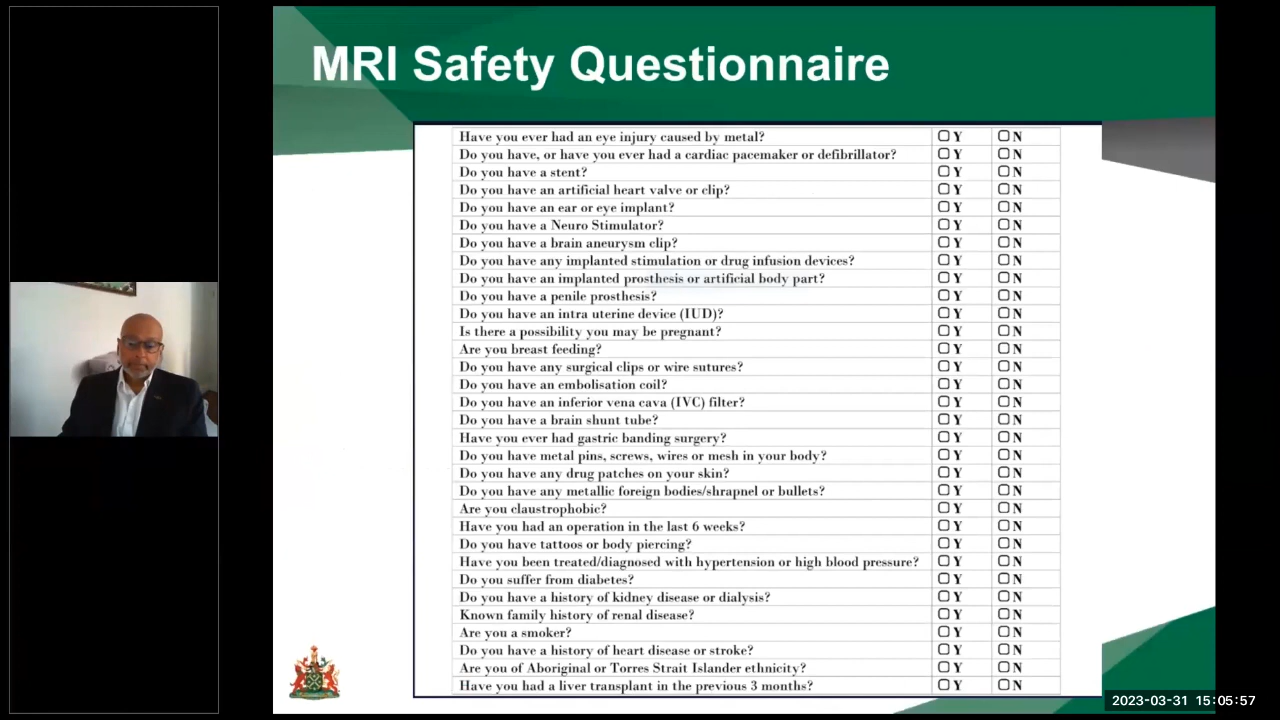 MRI Safety Questionnaire
Have you ever had an eye injury caused by metal? Y N
Do you have, or have you ever had a cardiac pacemaker or defibrillator? Y N
Do you have a stent? Y N
Do you have an artificial heart valve or clip? Y N
Do you have an ear or eye implant? Y N
Do you have a Neuro Stimulator? Y N
Do you have a brain aneurysm clip? Y N
Do you have any implanted stimulation or drug infusion devices? Y N
Do you have an implanted prosthesis or artificial body part? Y N
Do you have a penile prosthesis? Y N
Do you have an intra uterine device (IUD)? Y N
Is there a possibility you may be pregnant? Y N
Are you breast feeding? Y N
Do you have any surgical clips or wire sutures? Y N
Do you have an embolisation coil? Y N
Do you have an inferior vena cava (IVC) filter? Y N
Do you have a brain shunt tube? Y N
Have you ever had gastric banding surgery? Y N
Do you have metal pins, screws, wires or mesh in your body? Y N
Do you have any drug patches on your skin? Y N
Do you have any metallic foreign bodies/shrapnel or bullets? Y N
Are you claustrophobic? Y N
Have you had an operation in the last 6 weeks? Y N
Do you have tattoos or body piercing? Y N
Have you been treated/diagnosed with hypertension or high blood pressure? Y N
Do you suffer from diabetes? Y N
Do you have a history of kidney disease or dialysis? Y N
Known family history of renal disease? Y N
Are you a smoker? Y N
Do you have a history of heart disease or stroke? Y N
Are you of Aboriginal or Torres Strait Islander ethnicity? Y N
Have you had a liver transplant in the previous 3 months? Y N
2023-03-31 15:05:57